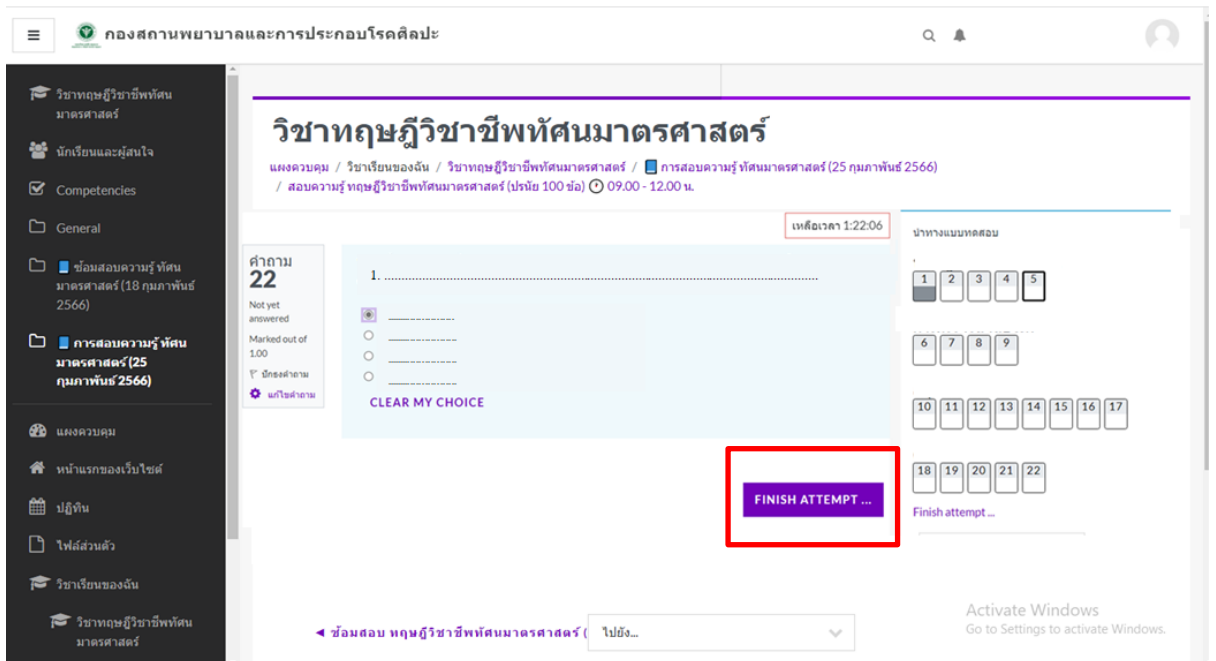 กองสถานพยาบาลและการประกอบโรคศิลปะ
วิชาทฤษฎีวิชาชีพทัศน
มาตรศาสตร์
นักเรียนและผู้สนใจ
Competencies
General
ซ้อมสอบความรู้ ทัศน
มาตรศาสตร์ (18 กุมภาพันธ์
2566)
การสอบความรู้ ทัศน
มาตรศาสตร์ (25
กุมภาพันธ์ 2566)
แผงควบคุม
หน้าแรกของเว็บไซต์
ปฏิทิน
ไฟล์ส่วนตัว
วิชาเรียนของฉัน
วิชาทฤษฎีวิชาชีพทัศน
มาตรศาสตร์
วิชาทฤษฎีวิชาชีพทัศนมาตรศาสตร์
แผงควบคุม / วิชาเรียนของฉัน / วิชาทฤษฎีวิชาชีพทัศนมาตรศาสตร์ / การสอบความรู้ ทัศนมาตรศาสตร์ (25 กุมภาพันธ์ 2566)
/ สอบความรู้ ทฤษฎีวิชาชีพทัศนมาตรศาสตร์ (ปรนัย 100 ข้อ) 09.00 - 12.00 น.
เหลือเวลา 1:22:06
คำถาม
22
Not yet
answered
Marked out of
1.00
ปักธงคำถาม
แก้ไขคำถาม
1. ........................................................................
CLEAR MY CHOICE
FINISH ATTEMPT ...
◄ ซ้อมสอบ ทฤษฎีวิชาชีพทัศนมาตรศาสตร์ (
ไปยัง...
นำทางแบบทดสอบ
1 2 3 4 5
6 7 8 9
10 11 12 13 14 15 16 17
18 19 20 21 22
Finish attempt ...
Activate Windows
Go to Settings to activate Windows.